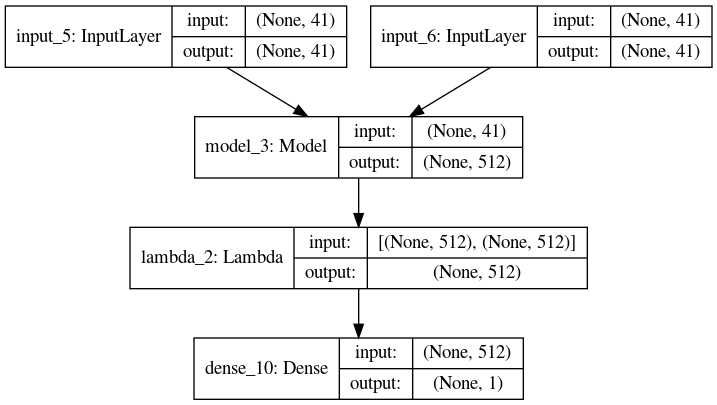 input_5: InputLayer input: (None, 41) output: (None, 41)
input_6: InputLayer input: (None, 41) output: (None, 41)
model_3: Model input: (None, 41) output: (None, 512)
lambda_2: Lambda input: [(None, 512), (None, 512)] output: (None, 512)
dense_10: Dense input: (None, 512) output: (None, 1)